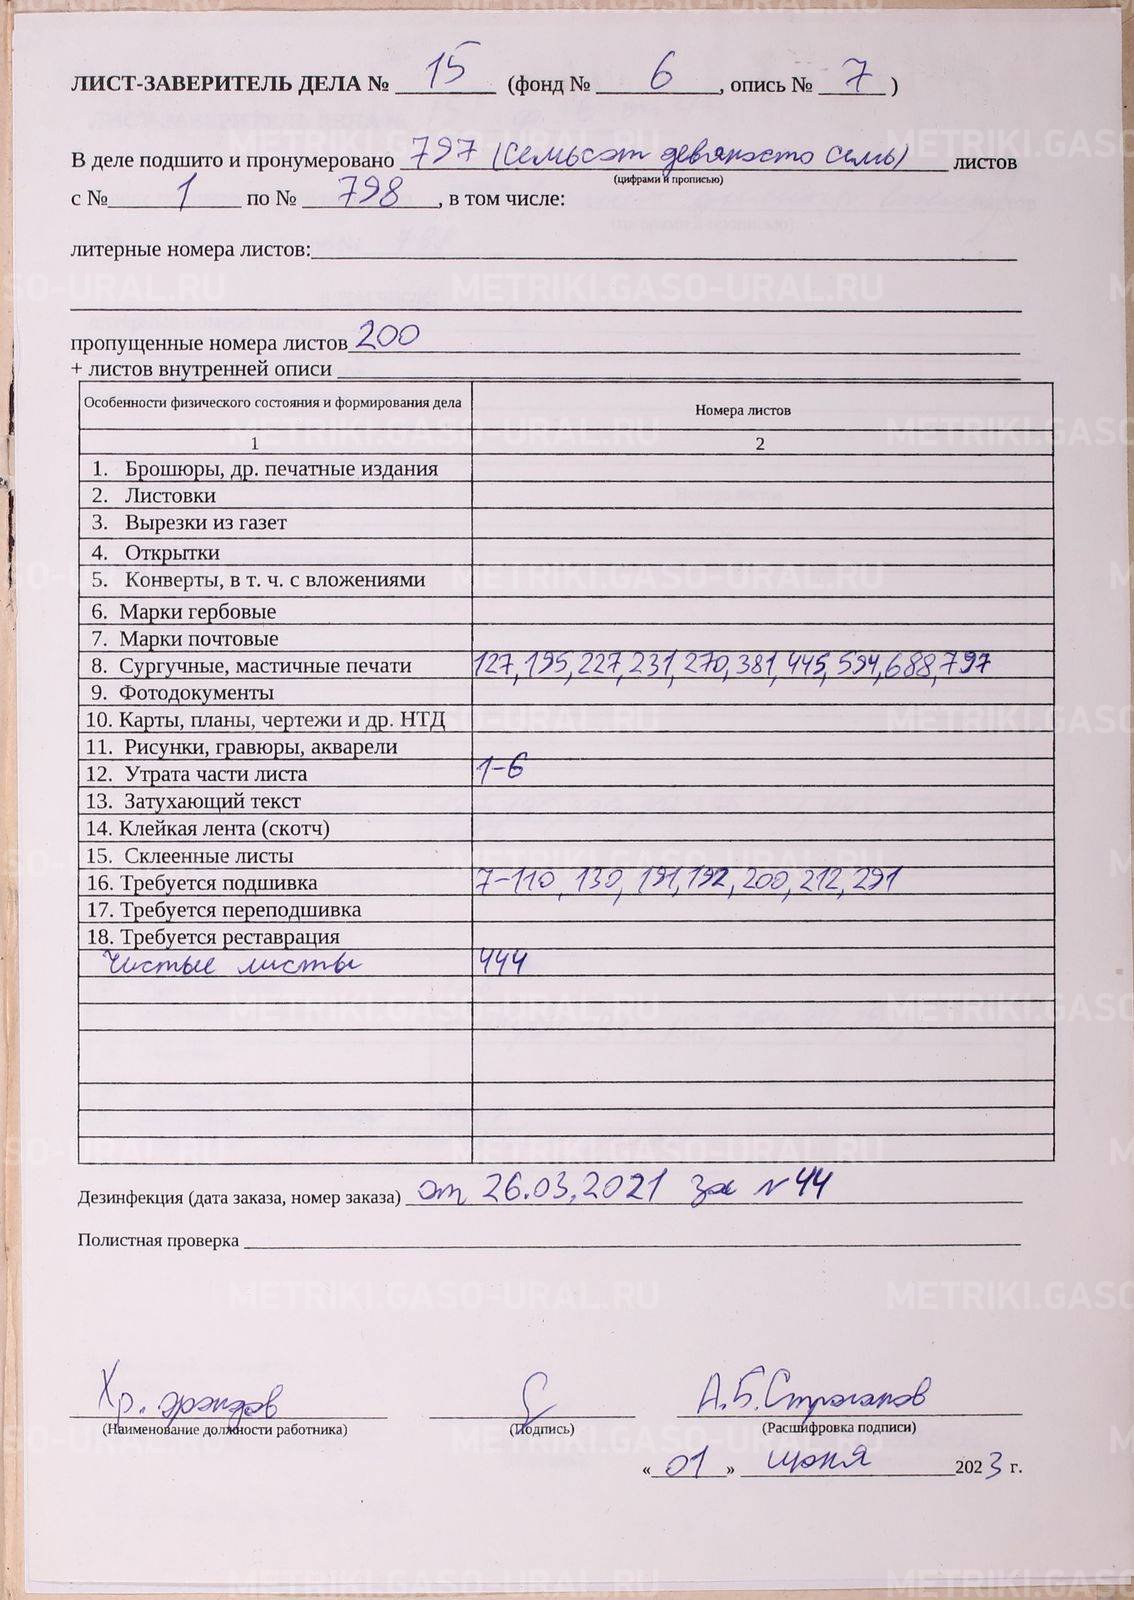 ЛИСТ-ЗАВЕРИТЕЛЬ ДЕЛА № 15 (фонд № 6, опись № 7)
В деле подшито и пронумеровано 797 (Семьсот девяносто семь) листов
(цифрами и прописью)
с № 1 по № 798, в том числе:
литерные номера листов:
пропущенные номера листов 200
+ листов внутренней описи
Особенности физического состояния и формирования дела Номера листов
1 2
1. Брошюры, др. печатные издания
2. Листовки
3. Вырезки из газет
4. Открытки
5. Конверты, в т. ч. с вложениями
6. Марки гербовые
7. Марки почтовые
8. Сургучные, мастичные печати 127, 195, 227, 231, 270, 381, 445, 594, 688, 797
9. Фотодокументы
10. Карты, планы, чертежи и др. НТД
11. Рисунки, гравюры, акварели
12. Утрата части листа 1-6
13. Затухающий текст
14. Клейкая лента (скотч)
15. Склеенные листы
16. Требуется подшивка 7-110, 130, 191, 192, 200, 212, 291
17. Требуется переподшивка
18. Требуется реставрация
Чистые листы 444
Дезинфекция (дата заказа, номер заказа) от 26.03.2021 за № 44
Полистная проверка
Хр. фондов А.Б. Строганов
(Наименование должности работника) (Подпись) (Расшифровка подписи)
«01» июня 2023 г.
METRIKI.GASO-URAL.RU